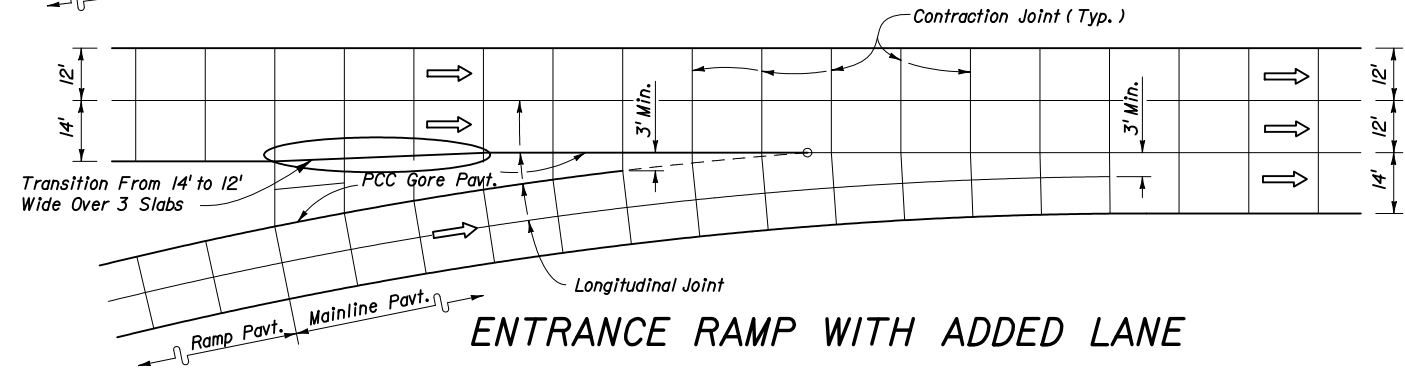 Contraction Joint (Typ.)
12'
14'
3' Min.
3' Min.
12'
12'
14'
Transition From 14' to 12'
Wide Over 3 Slabs
PCC Gore Pavt.
Longitudinal Joint
Ramp Pavt.
Mainline Pavt.
ENTRANCE RAMP WITH ADDED LANE